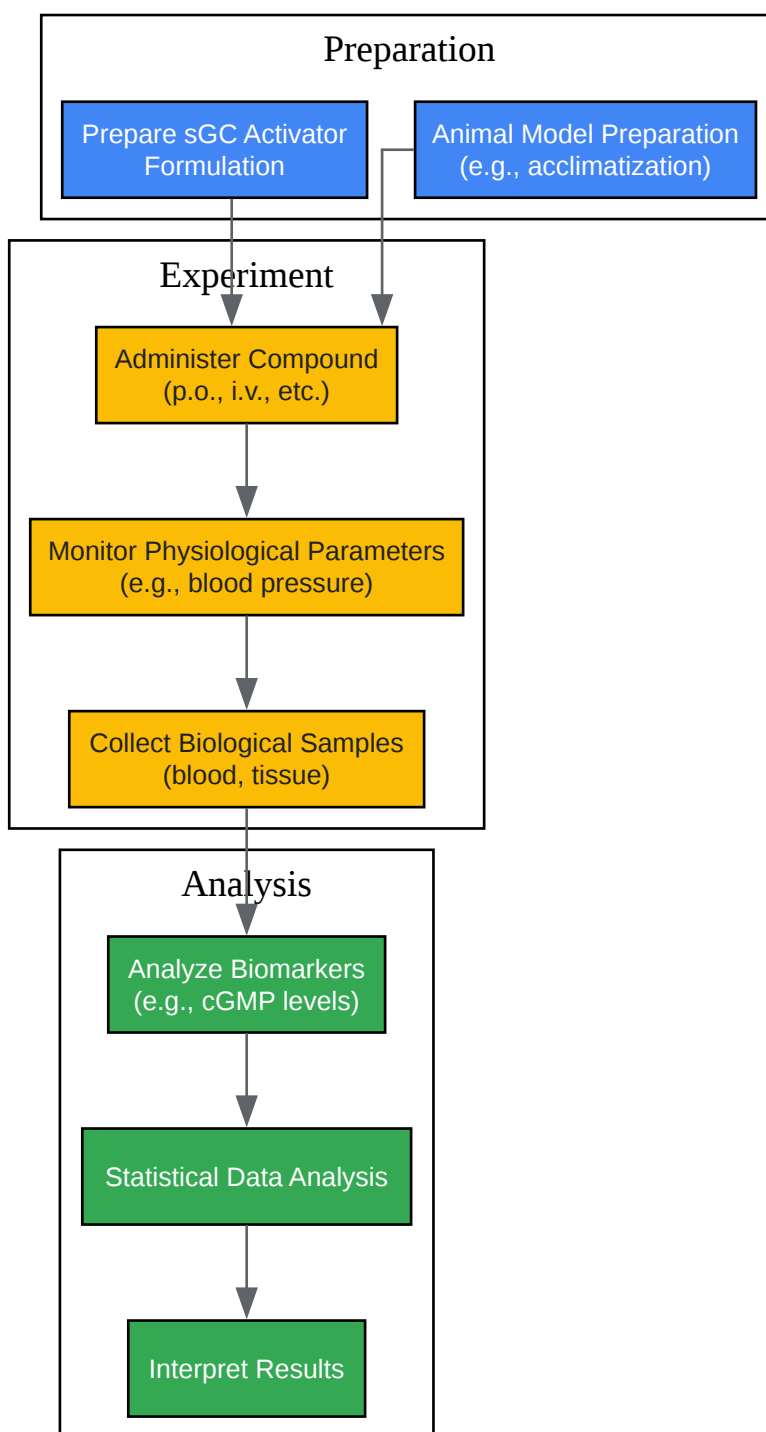 Preparation
Prepare sGC Activator
Formulation
Animal Model Preparation
(e.g., acclimatization)
Experiment
Administer Compound
(p.o., i.v., etc.)
Monitor Physiological Parameters
(e.g., blood pressure)
Collect Biological Samples
(blood, tissue)
Analysis
Analyze Biomarkers
(e.g., cGMP levels)
Statistical Data Analysis
Interpret Results